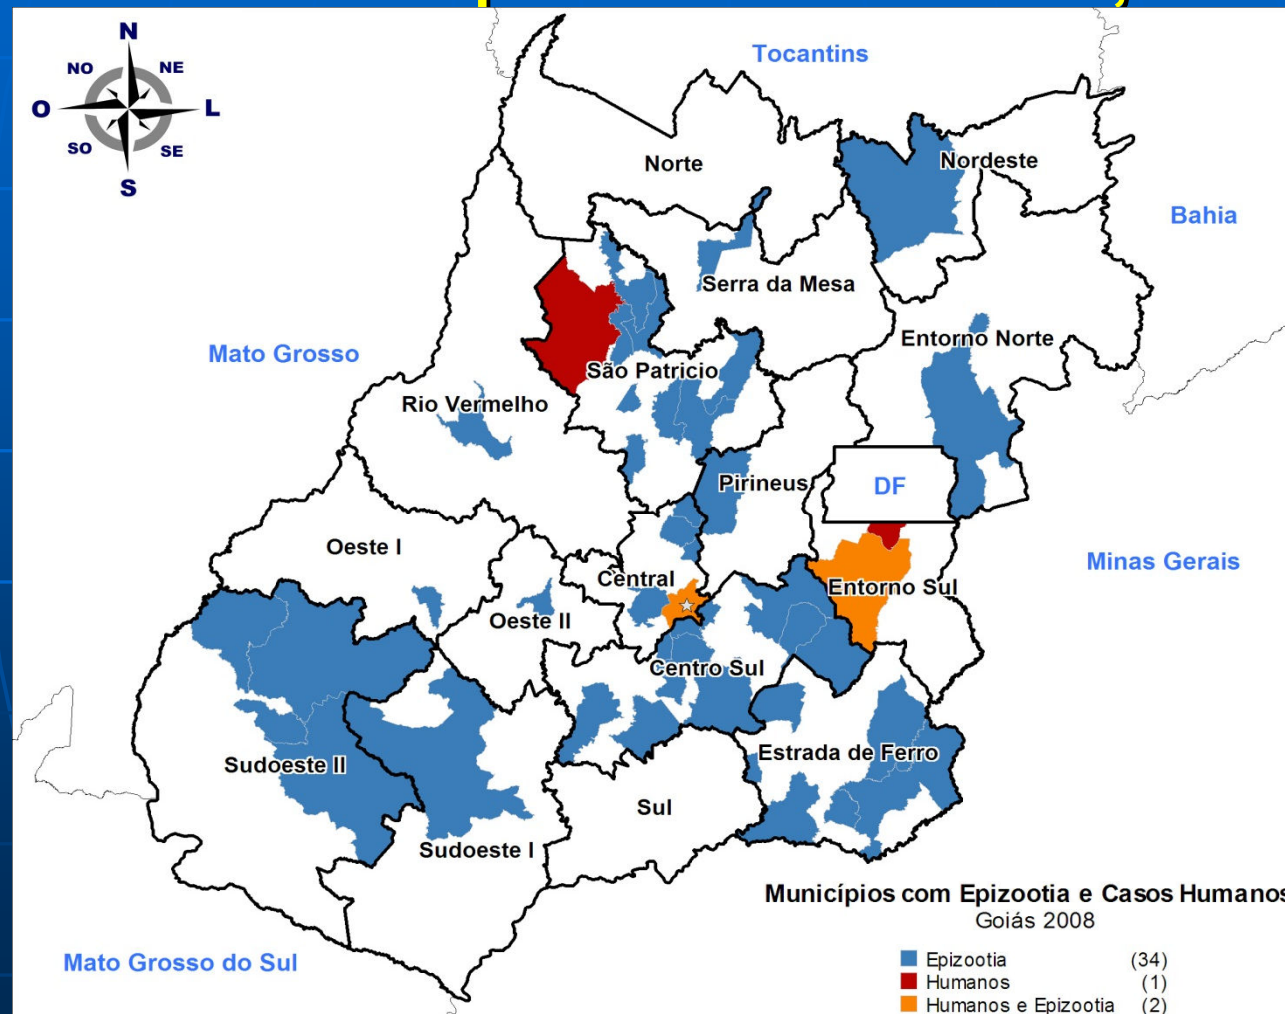 N
NO NE
O L
SO SE
S
Tocantins
Norte
Nordeste
Bahia
Serra da Mesa
Entorno Norte
Mato Grosso
São Patricio
Rio Vermelho
Pirineus
DF
Oeste I
Minas Gerais
Central
Entorno Sul
Oeste II
Centro Sul
Estrada de Ferro
Sudoeste II
Sul
Sudoeste I
Mato Grosso do Sul
Municípios com Epizootia e Casos Humanos
Goiás 2008
Epizootia (34)
Humanos (1)
Humanos e Epizootia (2)